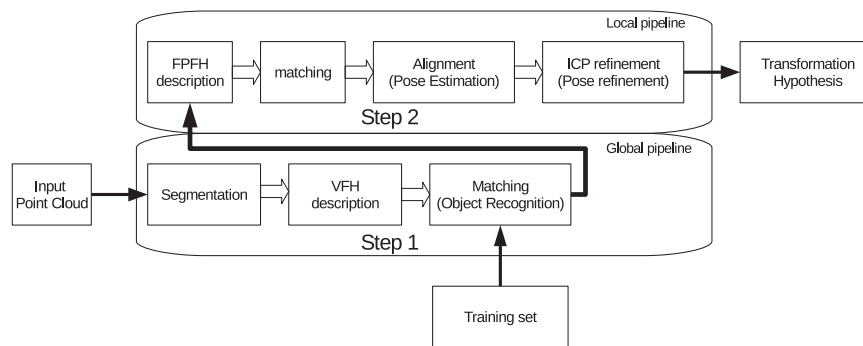 Local pipeline
FPFH
description
matching
Alignment
(Pose Estimation)
ICP refinement
(Pose refinement)
Transformation
Hypothesis
Step 2
Global pipeline
Input
Point Cloud
Segmentation
VFH
description
Matching
(Object Recognition)
Step 1
Training set